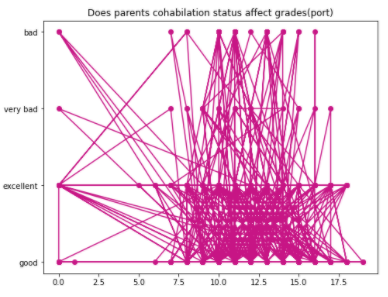 Does parents cohabilation status affect grades(port)
bad
very bad
excellent
good
0.0 2.5 5.0 7.5 10.0 12.5 15.0 17.5